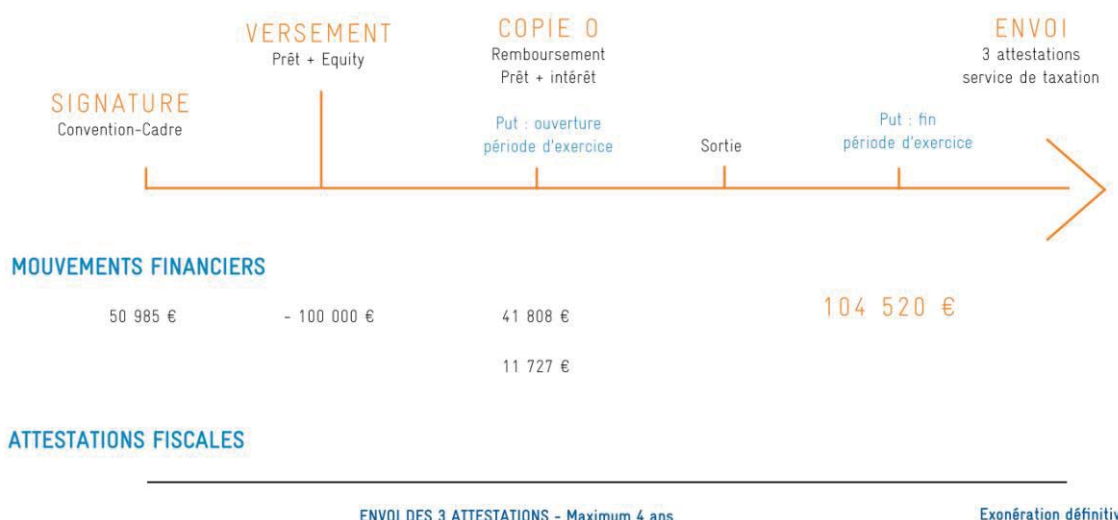 VERSEMENT
Prêt + Equity
COPIE 0
Remboursement
Prêt + intérêt
ENVOI
3 attestations
service de taxation
SIGNATURE
Convention-Cadre
Put : ouverture
période d'exercice
Sortie
Put : fin
période d'exercice
MOUVEMENTS FINANCIERS
50 985 €
- 100 000 €
41 808 €
104 520 €
11 727 €
ATTESTATIONS FISCALES
ENVOI DES 3 ATTESTATIONS - Maximum 4 ans
Exonération définitiv